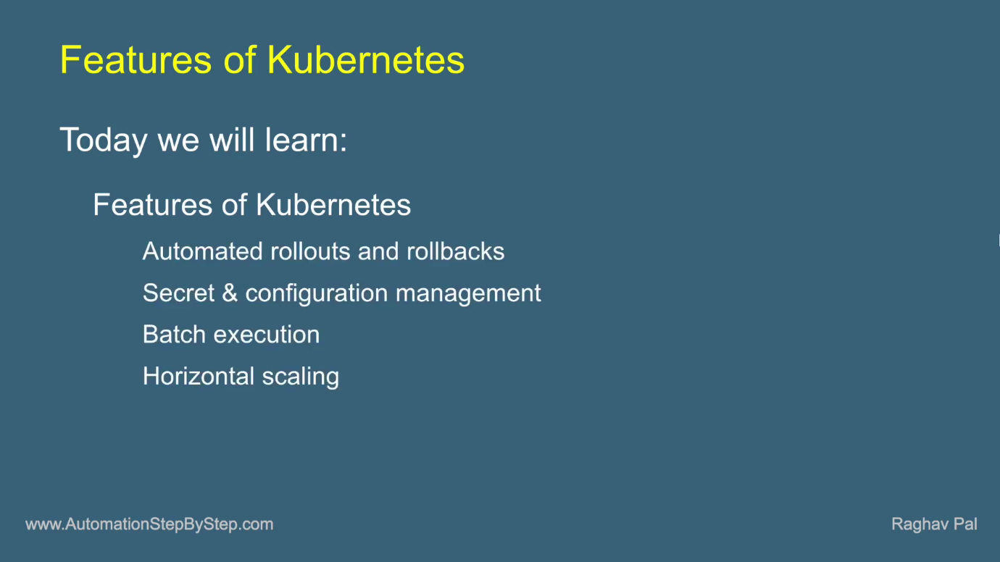 Features of Kubernetes
Today we will learn:
Features of Kubernetes
Automated rollouts and rollbacks
Secret & configuration management
Batch execution
Horizontal scaling
www.AutomationStepByStep.com
Raghav Pal